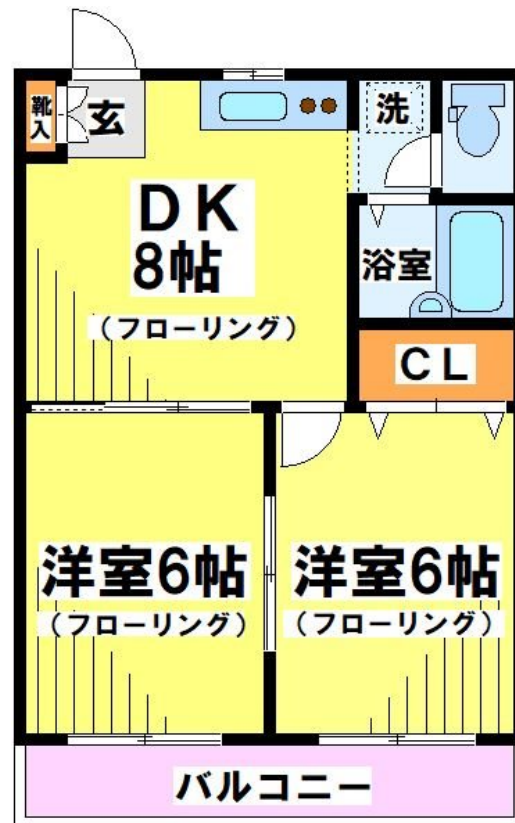 靴
入
玄
洗
DK
8帖
（フローリング）
浴室
CL
洋室6帖
（フローリング）
洋室6帖
（フローリング）
バルコニー